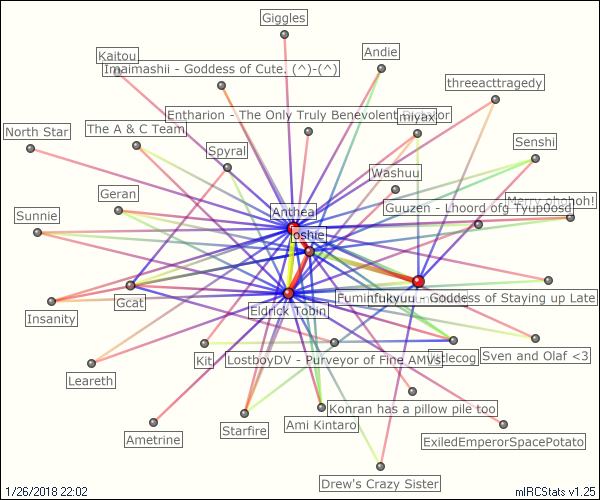 Giggles
Kaitou
Andie
Imaimashii - Goddess of Cute. (^)-(^)
threeacttragedy
Entharion - The Only Truly Benevolent
miyax
North Star
The A & C Team
Spyral
Senshi
Washuu
Geran
Merry ohohoh!
Anthea
Guuzen - Lhoord ofg Tyup0osd
Sunnie
oshie
Gcat
Eldrick Tobin
Fuminfukyuu - Goddess of Staying up Late
Insanity
Kit
LostboyDV - Purveyor of Fine AMVs
tlecog
Sven and Olaf <3
Leareth
Konran has a pillow pile too
Ametrine
Starfire
Ami Kintaro
ExiledEmperorSpacePotato
Drew's Crazy Sister
1/26/2018 22:02
mIRCStats v1.25